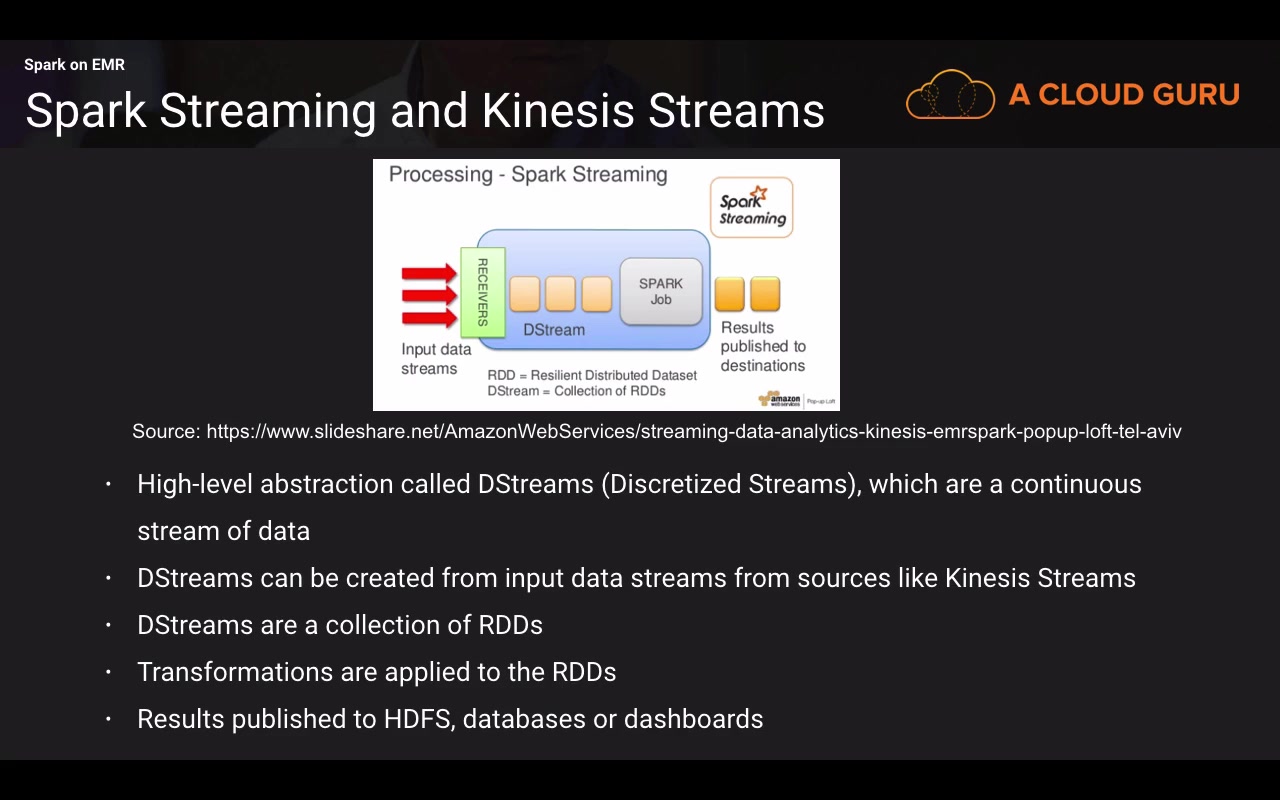 Spark on EMR
Spark Streaming and Kinesis Streams
A CLOUD GURU
Processing - Spark Streaming
Spark
Streaming
RECEIVERS
SPARK
Job
DStream
Input data
streams
Results
published to
destinations
RDD = Resilient Distributed Dataset
DStream = Collection of RDDs
amazon
web services
Pop-up Loft
Source: https://www.slideshare.net/AmazonWebServices/streaming-data-analytics-kinesis-emrspark-popup-loft-tel-aviv
· High-level abstraction called DStreams (Discretized Streams), which are a continuous
stream of data
· DStreams can be created from input data streams from sources like Kinesis Streams
· DStreams are a collection of RDDs
· Transformations are applied to the RDDs
· Results published to HDFS, databases or dashboards